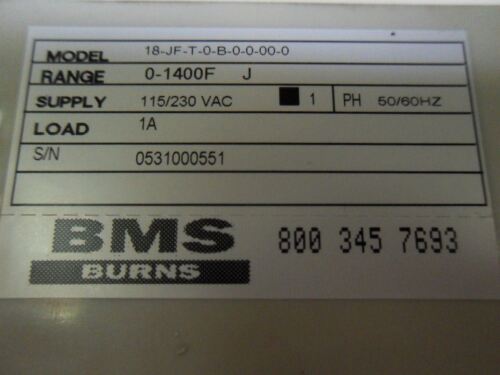 MODEL 18-JF-T-0-B-0-0-00-0
RANGE 0-1400F J
SUPPLY 115/230 VAC ■ 1 PH 50/60HZ
LOAD 1A
S/N 0531000551
BMS 800 345 7693
BURNS